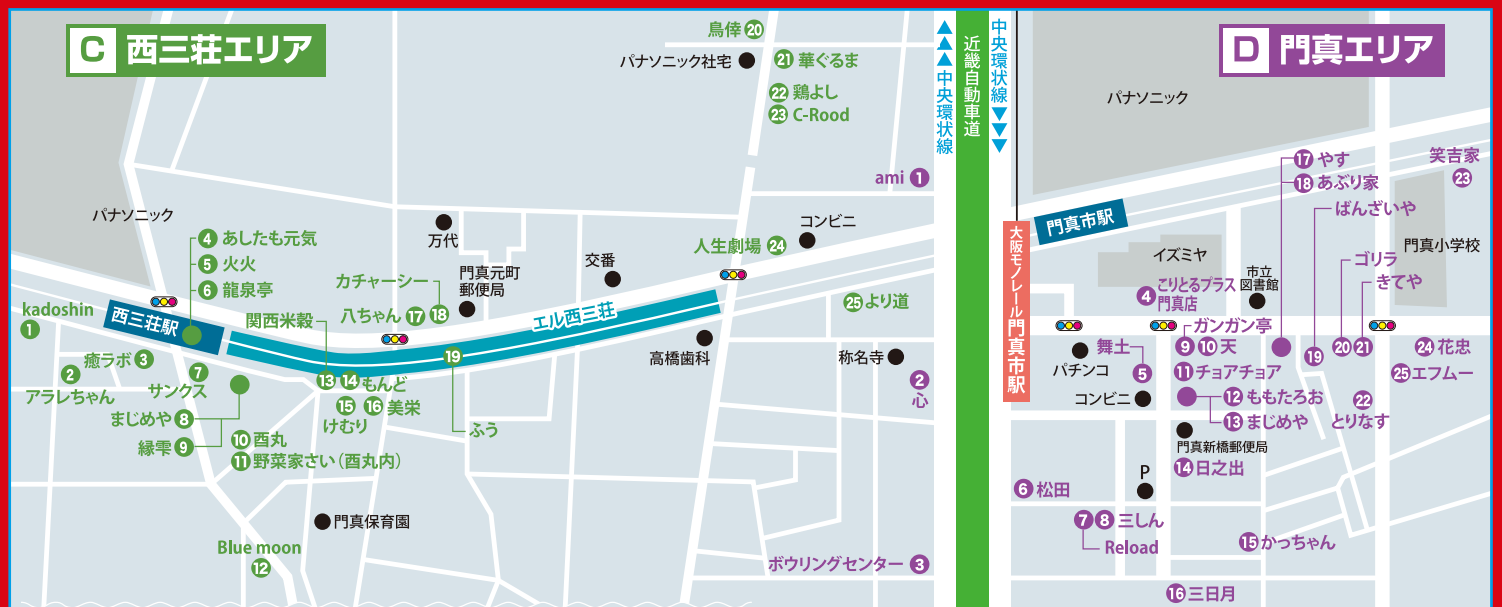 C 西三荘エリア
鳥倖 20
パナソニック社宅
21 華ぐるま
22 鶏よし
23 C-Rood
ami 1
パナソニック
4 あしたも元気
5 火火
6 龍泉亭
万代
門真元町
郵便局
交番
人生劇場 24
コンビニ
カチャーシー
八ちゃん 17 18
関西米穀
エル西三荘
25 より道
kadoshin
1
西三荘駅
癒ラボ 3
2
アラレちゃん
7
サンクス
まじめや 8
縁雫 9
10 酉丸
11 野菜家さい(酉丸内)
13 14 もんど
15 16 美栄
けむり
19
ふう
高橋歯科
称名寺
2
心
門真保育園
Blue moon
12
ボウリングセンター 3
▲▲▲中央環状線
近畿自動車道
中央環状線▼▼▼
D 門真エリア
パナソニック
17 やす
18 あぶり家
笑吉家
23
ばんざいや
門真市駅
大阪モノレール 門真市駅
イズミヤ
市立
図書館
4 こりとるプラス
門真店
ゴリラ
きてや
門真小学校
ガンガン亭
9 10 天
舞土
5
パチンコ
11 チョアチョア
19
20 21
24 花忠
25 エフムー
コンビニ
12 ももたろお
13 まじめや
22
とりなす
門真新橋郵便局
14 日之出
P
6 松田
7 8 三しん
Reload
15 かっちゃん
16 三日月